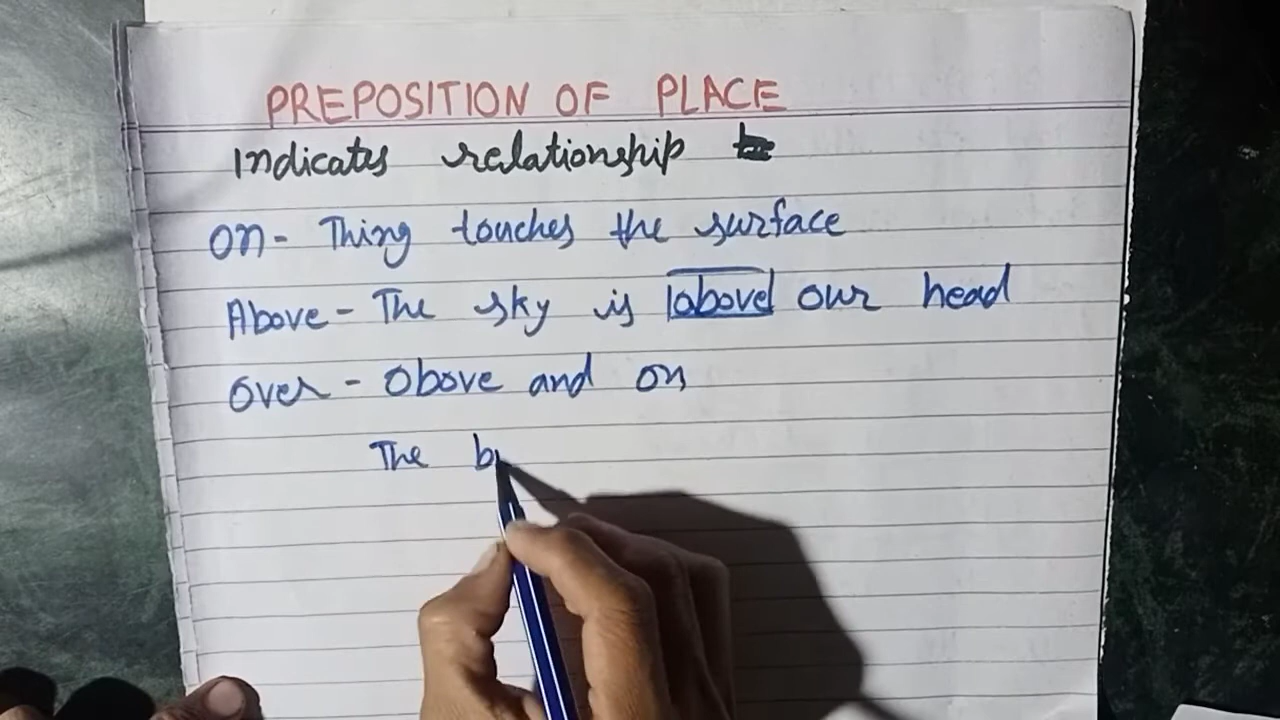 PREPOSITION OF PLACE
Indicates relationship
On - Thing touches the surface
Above - The sky is above our head
Over - above and on
The b